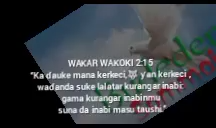 WAKAR WAKOKI 2:15
"Ka dauke mana kerkeci,🐺 yan kerkeci ,
wadanda suke lalatar kurangar inabi:
gama kurangar inabinmu
suna da inabi masu taushi."